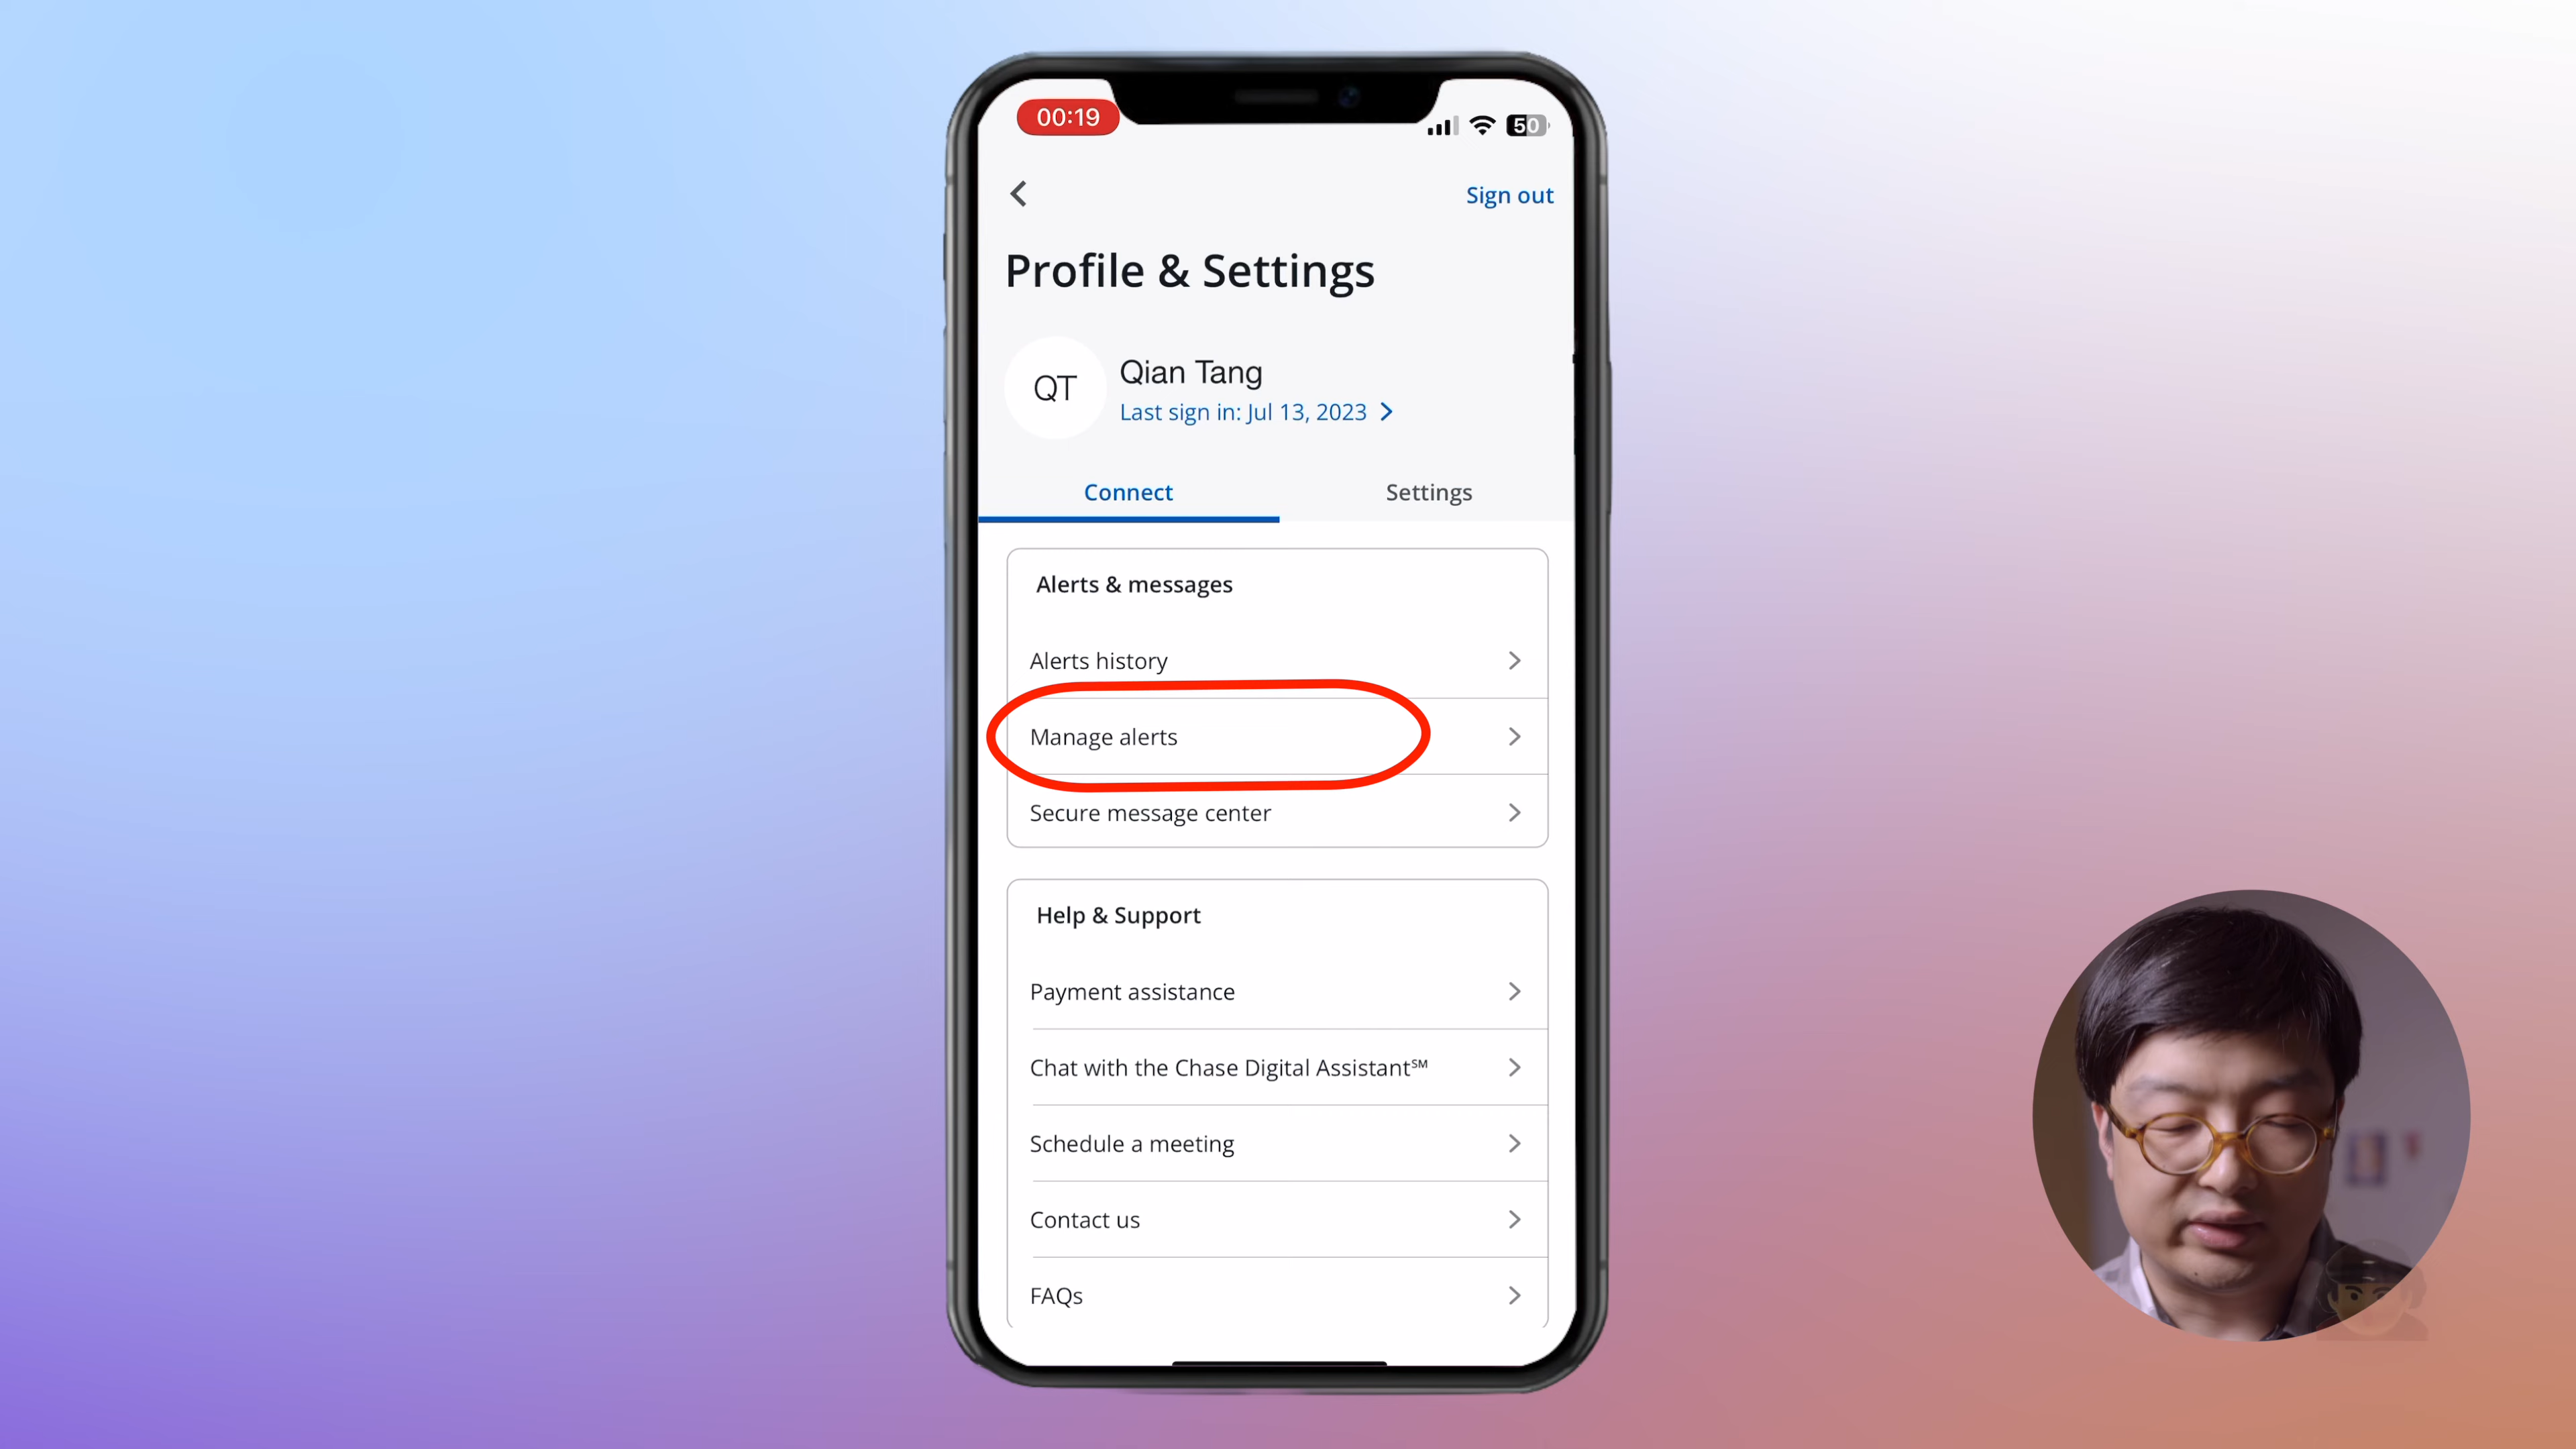 00:19
50
Sign out
Profile & Settings
QT
Qian Tang
Last sign in: Jul 13, 2023
Connect
Settings
Alerts & messages
Alerts history
Manage alerts
Secure message center
Help & Support
Payment assistance
Chat with the Chase Digital Assistant℠
Schedule a meeting
Contact us
FAQs